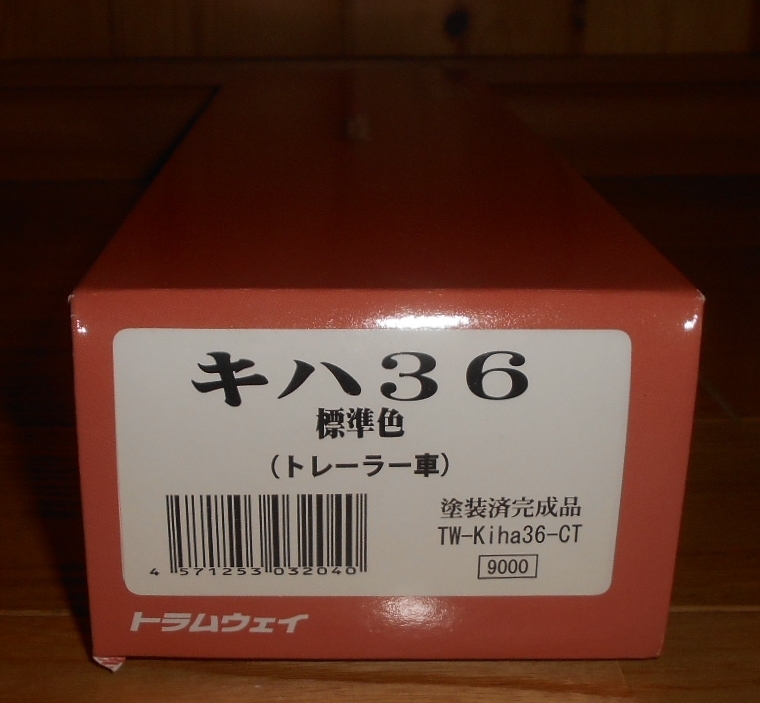 キハ３６
標準色
（トレーラー車）
塗装済完成品
TW-Kiha36-CT
9000
4 571253 032040
トラムウェイ